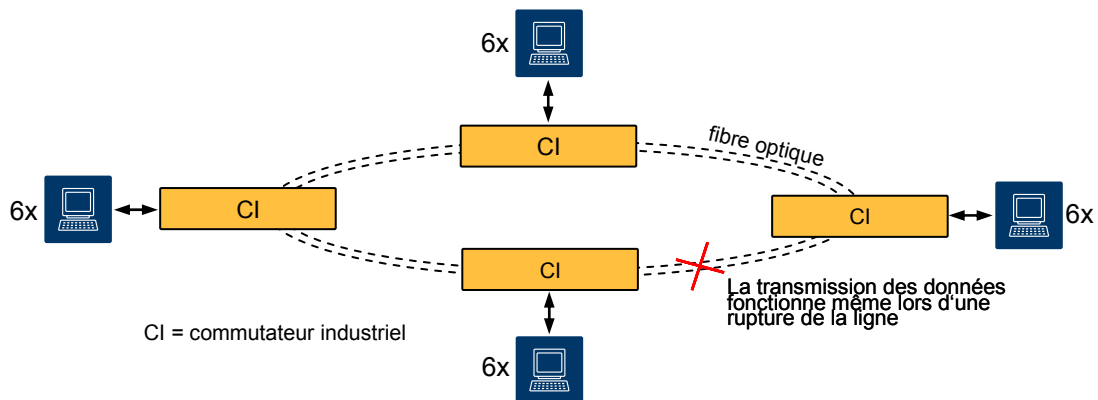 6x
CI
fibre optique
6x
CI
CI
6x
CI
La transmission des données
fonctionne même lors d'une
rupture de la ligne
CI = commutateur industriel
6x